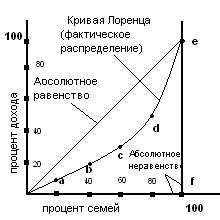 Кривая Лоренца
(фактическое
распределение)
100
e
Аосолютное
равенство
80
процент дохода
60
40
d
c
20
b
Абсолютное
неравенство
a
f
20
40
60
80
100
процент семей